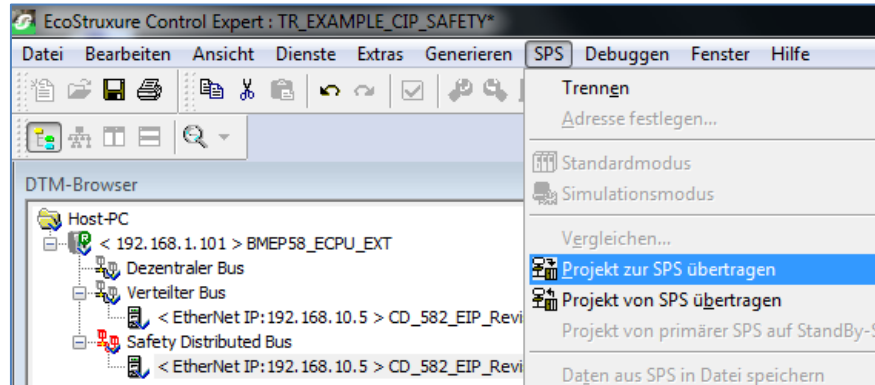 EcoStruxure Control Expert : TR_EXAMPLE_CIP_SAFETY*
Datei Bearbeiten Ansicht Dienste Extras Generieren SPS Debuggen Fenster Hilfe
Trennen
Adresse festlegen...
Standardmodus
Simulationsmodus
Vergleichen...
Projekt zur SPS übertragen
Projekt von SPS übertragen
Projekt von primärer SPS auf StandBy-S
Daten aus SPS in Datei speichern
DTM-Browser
Host-PC
< 192.168.1.101 > BMEP58_ECPU_EXT
Dezentraler Bus
Verteilter Bus
< EtherNet IP:192.168.10.5 > CD_582_EIP_Revi
Safety Distributed Bus
< EtherNet IP:192.168.10.5 > CD_582_EIP_Revi